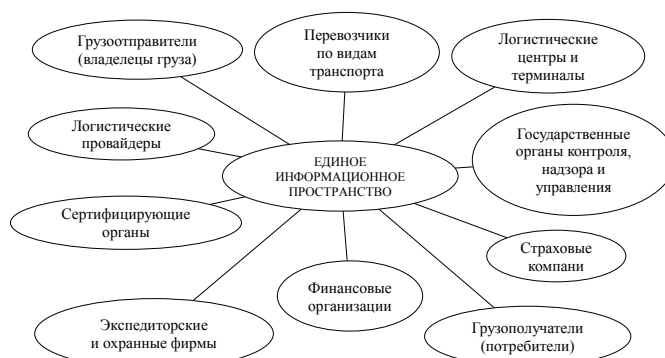 Грузоотправители
(владелецы груза)
Перевозчики
по видам
транспорта
Логистические
центры и
терминалы
Логистические
провайдеры
ЕДИНОЕ
ИНФОРМАЦИОННОЕ
ПРОСТРАНСТВО
Государственные
органы контроля,
надзора и
управления
Сертифицирующие
органы
Страховые
компани
Финансовые
организации
Экспедиторские
и охранные фирмы
Грузополучатели
(потребители)